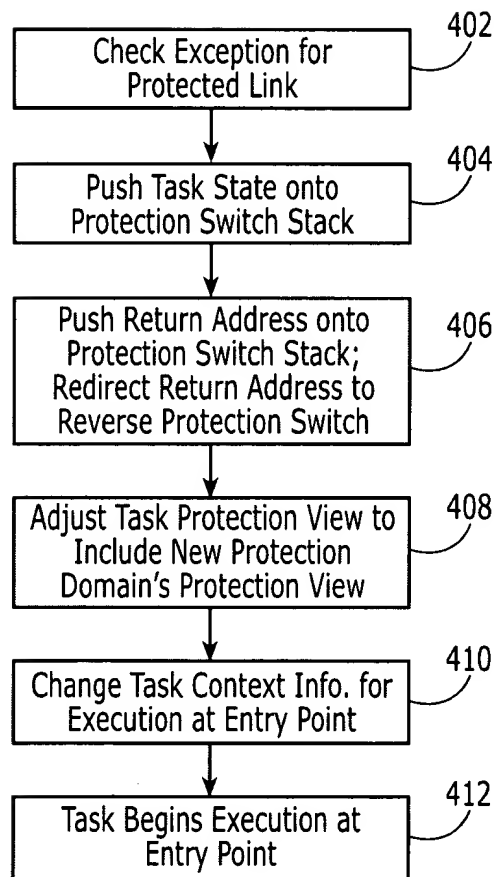 402
Check Exception for
Protected Link
404
Push Task State onto
Protection Switch Stack
406
Push Return Address onto
Protection Switch Stack;
Redirect Return Address to
Reverse Protection Switch
408
Adjust Task Protection View to
Include New Protection
Domain's Protection View
410
Change Task Context Info. for
Execution at Entry Point
412
Task Begins Execution at
Entry Point